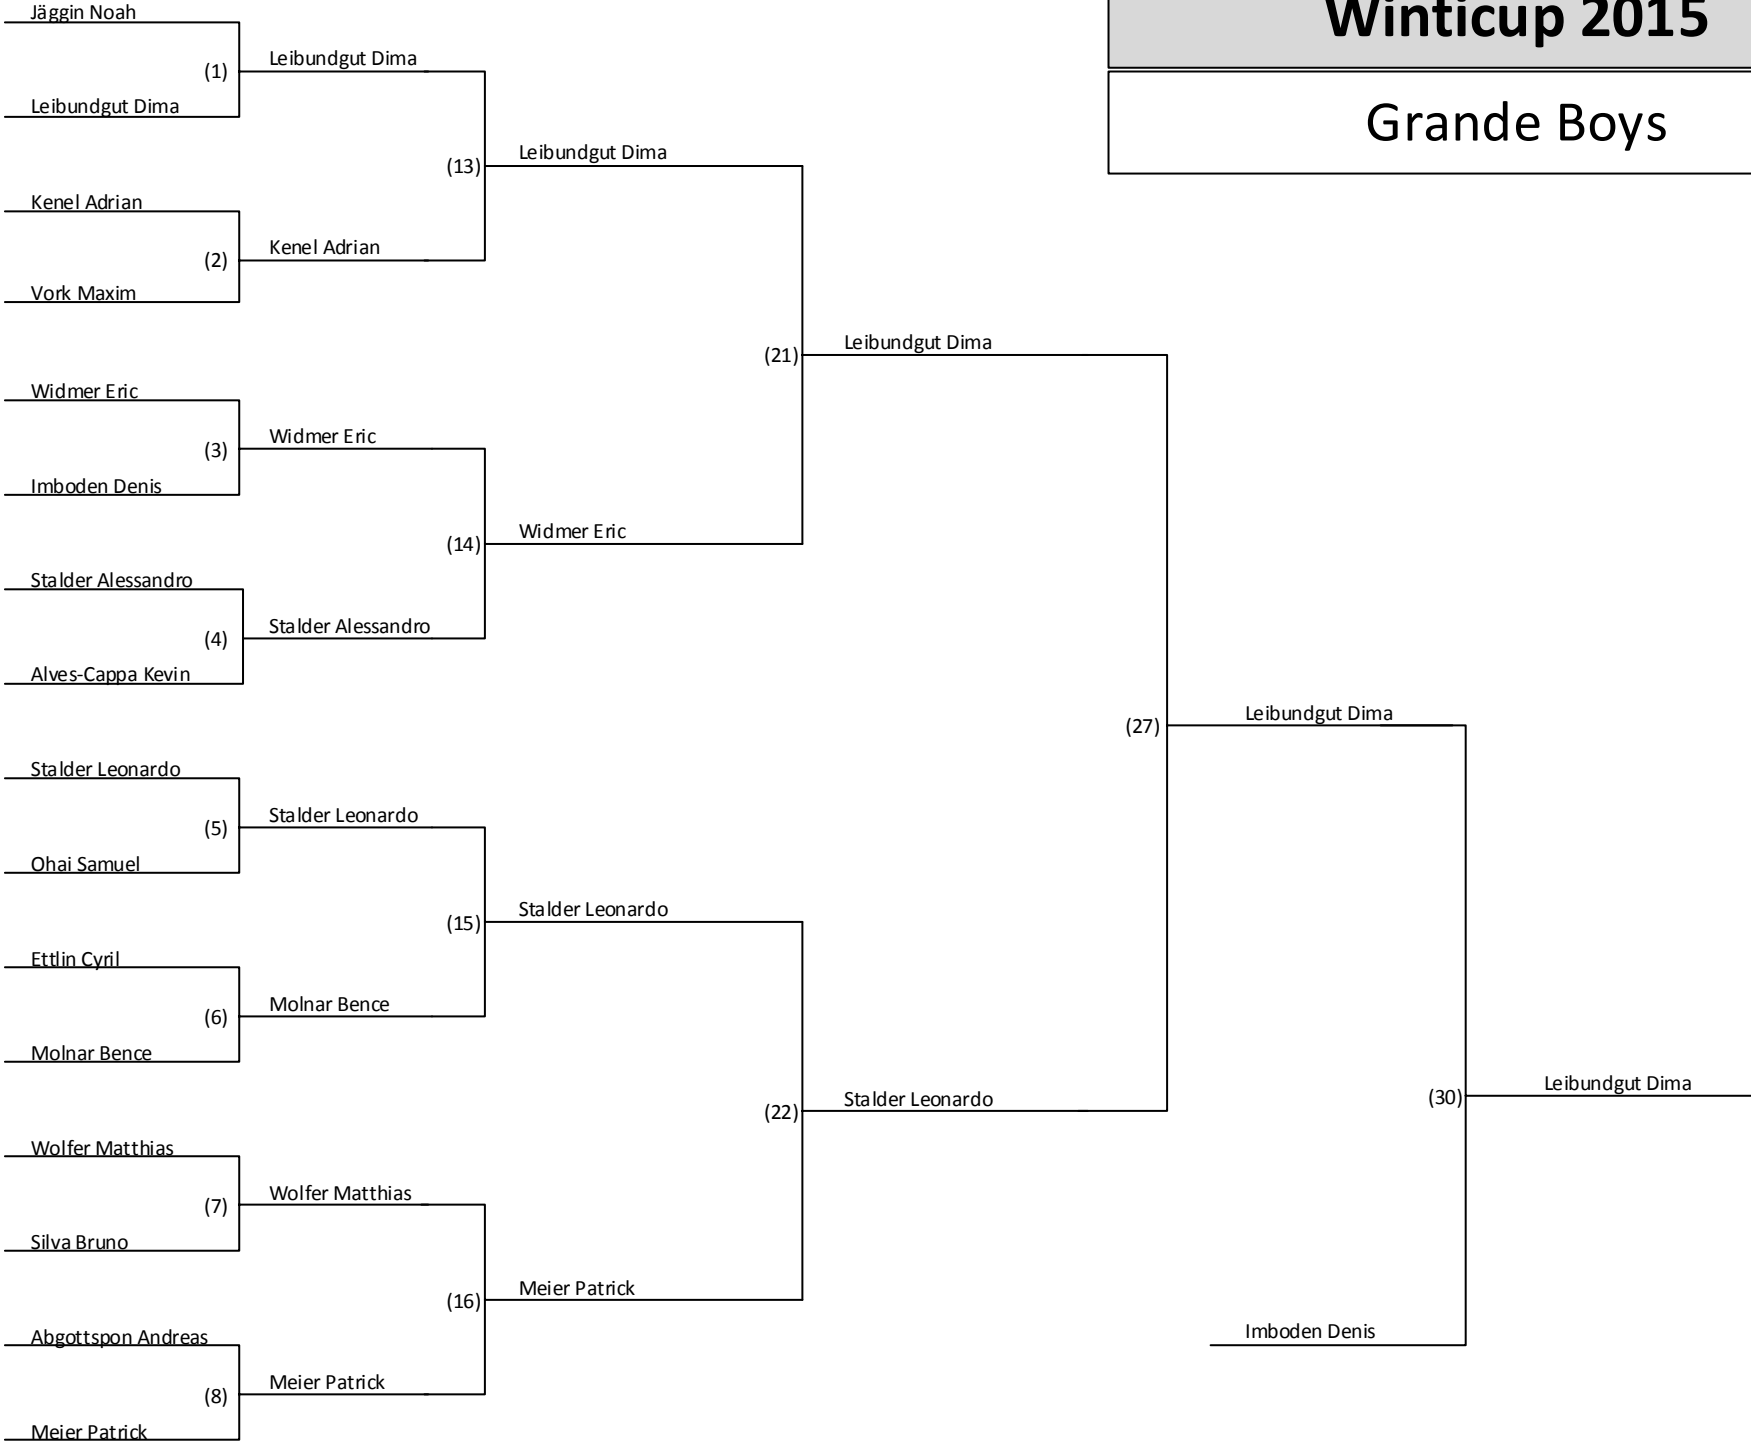 Winticup 2015
Grande Boys
Jäggin Noah
(1)
Leibundgut Dima
Leibundgut Dima
(13)
Leibundgut Dima
Kenel Adrian
(2)
Kenel Adrian
Vork Maxim
(21)
Leibundgut Dima
Widmer Eric
(3)
Widmer Eric
Imboden Denis
(14)
Widmer Eric
Stalder Alessandro
(4)
Stalder Alessandro
Alves-Cappa Kevin
(27)
Leibundgut Dima
Stalder Leonardo
(5)
Stalder Leonardo
Ohai Samuel
(15)
Stalder Leonardo
Ettlin Cyril
(6)
Molnar Bence
Molnar Bence
(22)
Stalder Leonardo
(30)
Leibundgut Dima
Wolfer Matthias
(7)
Wolfer Matthias
Silva Bruno
(16)
Meier Patrick
Imboden Denis
Abgottspon Andreas
(8)
Meier Patrick
Meier Patrick